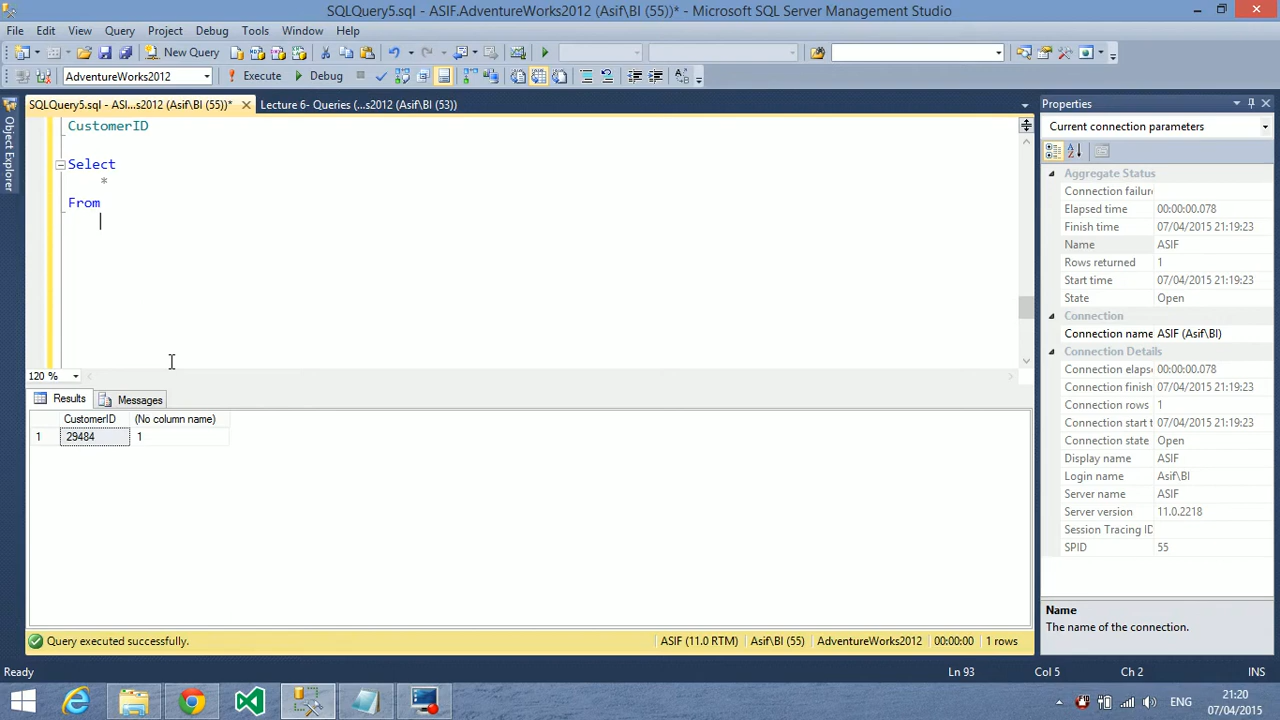 SQLQuery5.sql - ASIF.AdventureWorks2012 (Asif\BI (55))* - Microsoft SQL Server Management Studio
File Edit View Query Project Debug Tools Window Help
New Query
AdventureWorks2012 Execute Debug
Object Explorer
SQLQuery5.sql - ASI...s2012 (Asif\BI (55))* Lecture 6- Queries (...s2012 (Asif\BI (53))
CustomerID
Select
*
From
120 %
Results Messages
CustomerID (No column name)
1 29484 1
Query executed successfully. ASIF (11.0 RTM) Asif\BI (55) AdventureWorks2012 00:00:00 1 rows
Properties
Current connection parameters
Aggregate Status
Connection failur
Elapsed time 00:00:00.078
Finish time 07/04/2015 21:19:23
Name ASIF
Rows returned 1
Start time 07/04/2015 21:19:23
State Open
Connection
Connection name ASIF (Asif\BI)
Connection Details
Connection elaps 00:00:00.078
Connection finish 07/04/2015 21:19:23
Connection rows 1
Connection start t 07/04/2015 21:19:23
Connection state Open
Display name ASIF
Login name Asif\BI
Server name ASIF
Server version 11.0.2218
Session Tracing ID
SPID 55
Name
The name of the connection.
Ready Ln 93 Col 5 Ch 2 INS
ENG 21:20
07/04/2015